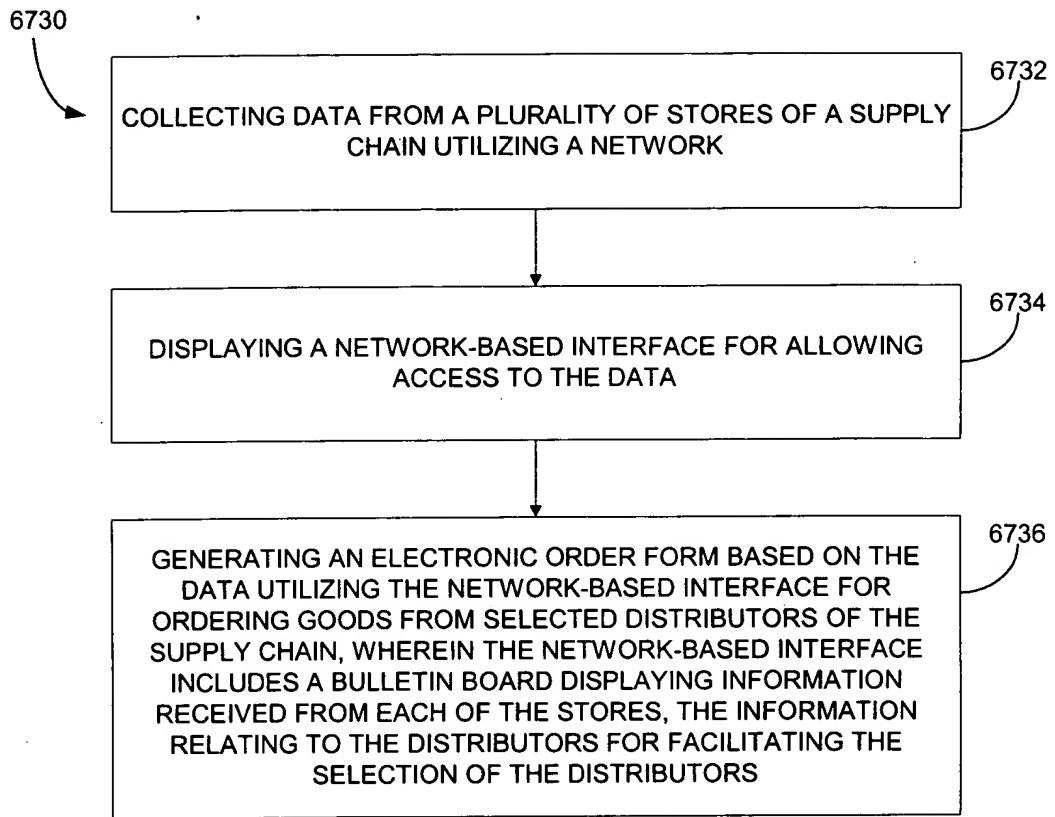 6730
6732
COLLECTING DATA FROM A PLURALITY OF STORES OF A SUPPLY
CHAIN UTILIZING A NETWORK
6734
DISPLAYING A NETWORK-BASED INTERFACE FOR ALLOWING
ACCESS TO THE DATA
6736
GENERATING AN ELECTRONIC ORDER FORM BASED ON THE
DATA UTILIZING THE NETWORK-BASED INTERFACE FOR
ORDERING GOODS FROM SELECTED DISTRIBUTORS OF THE
SUPPLY CHAIN, WHEREIN THE NETWORK-BASED INTERFACE
INCLUDES A BULLETIN BOARD DISPLAYING INFORMATION
RECEIVED FROM EACH OF THE STORES, THE INFORMATION
RELATING TO THE DISTRIBUTORS FOR FACILITATING THE
SELECTION OF THE DISTRIBUTORS